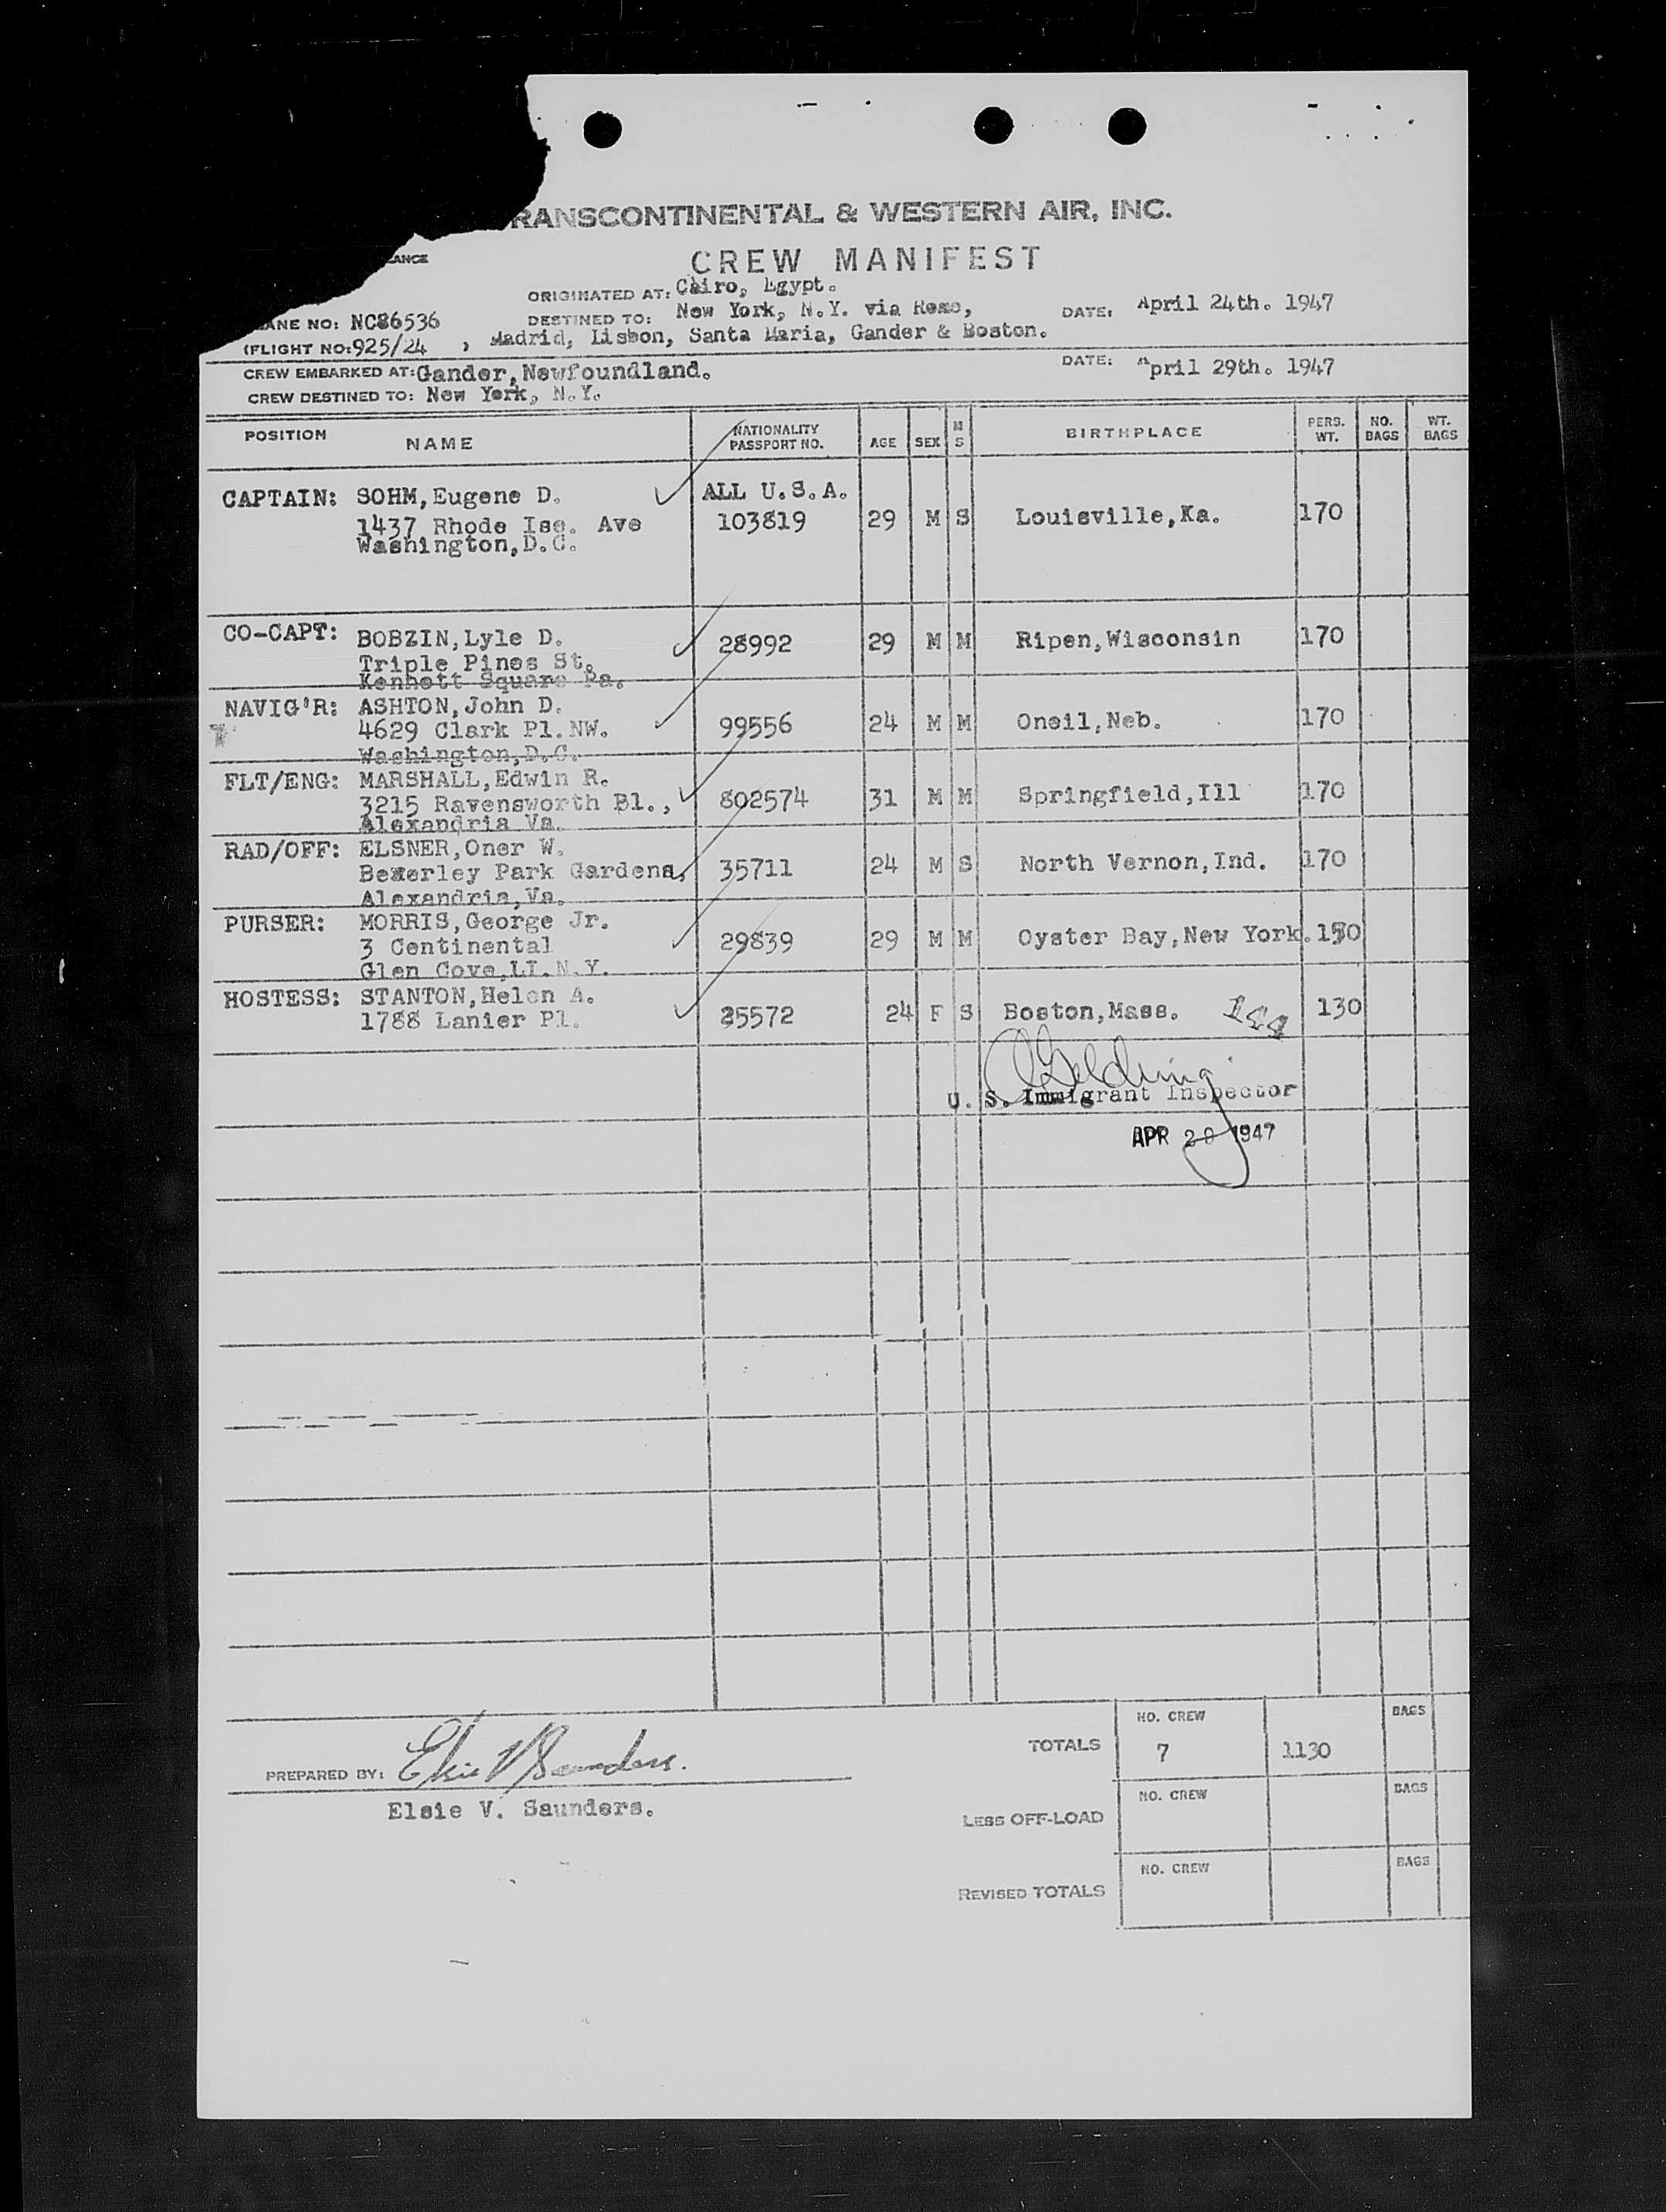 RANSCONTINENTAL & WESTERN AIR, INC.
CREW MANIFEST
ANCE
ORIGINATED AT: Cairo, Egypt.
ANE NO: NC86536 DESTINED TO: New York, N.Y. via Rome, DATE: April 24th. 1947
(FLIGHT NO: 925/24 , Madrid, Lisbon, Santa Maria, Gander & Boston.
CREW EMBARKED AT: Gander, Newfoundland. DATE: April 29th. 1947
CREW DESTINED TO: New York, N.Y.
POSITION NAME NATIONALITY PASSPORT NO. AGE SEX M S BIRTHPLACE PERS. WT. NO. BAGS WT. BAGS
CAPTAIN: SOHM, Eugene D. ALL U.S.A.
1437 Rhode Ise. Ave 103819 29 M S Louisville, Ka. 170
Washington, D.C.
CO-CAPT: BOBZIN, Lyle D. 28992 29 M M Ripen, Wisconsin 170
Triple Pines St.
Kennett Square Pa.
NAVIG'R: ASHTON, John D.
4629 Clark Pl. NW. 99556 24 M M Oneil, Neb. 170
Washington, D.C.
FLT/ENG: MARSHALL, Edwin R.
3215 Ravensworth Bl., 802574 31 M M Springfield, Ill 170
Alexandria Va.
RAD/OFF: ELSNER, Oner W.
Beverley Park Gardens, 35711 24 M S North Vernon, Ind. 170
Alexandria, Va.
PURSER: MORRIS, George Jr.
3 Continental 29839 29 M M Oyster Bay, New York. 150
Glen Cove, LI. N.Y.
HOSTESS: STANTON, Helen A.
1788 Lanier Pl. 25572 24 F S Boston, Mass. 130
U. S. Immigrant Inspector
APR 29 1947
NO. CREW BAGS
TOTALS 7 1130
PREPARED BY: Elsie V Saunders.
Elsie V. Saunders.
NO. CREW BAGS
LESS OFF-LOAD
NO. CREW BAGS
REVISED TOTALS